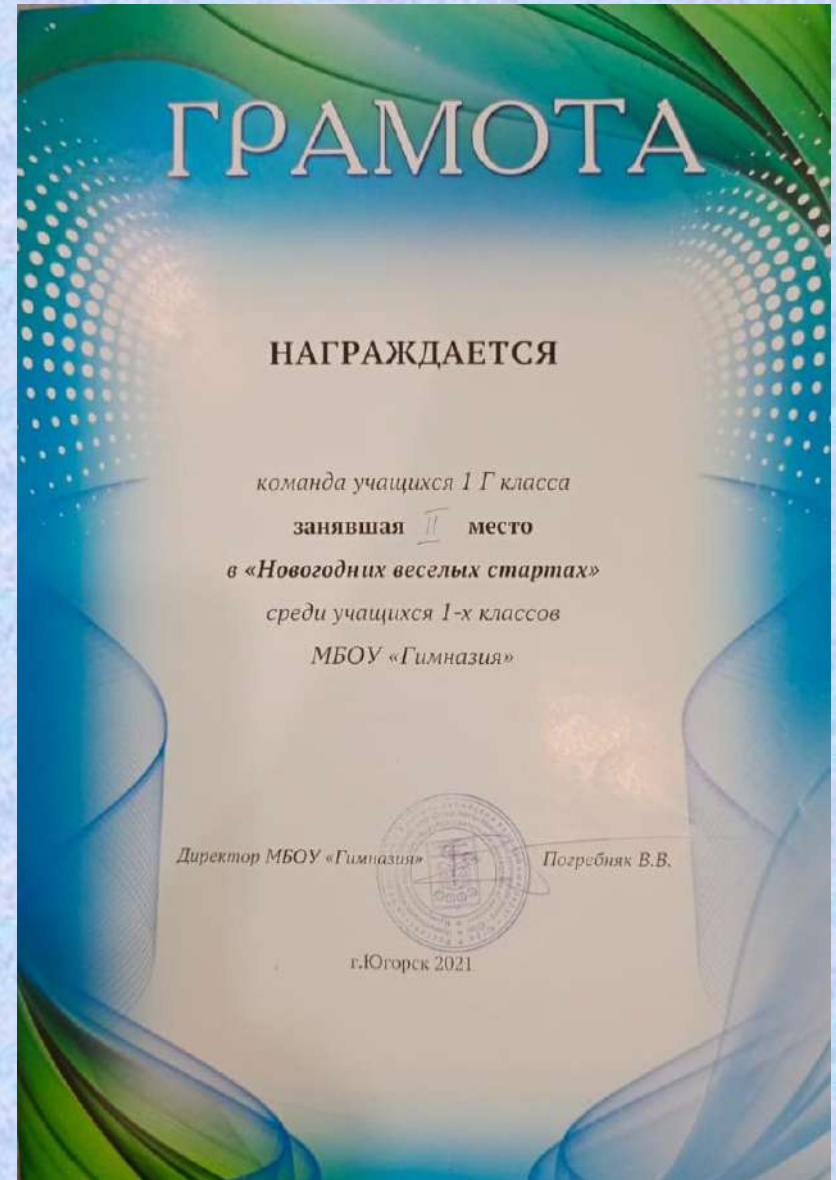 ГРАМОТА
НАГРАЖДАЕТСЯ
команда учащихся 1 Г класса
занявшая II место
в «Новогодних веселых стартах»
среди учащихся 1-х классов
МБОУ «Гимназия»
Директор МБОУ «Гимназия» Погребняк В.В.
г.Югорск 2021